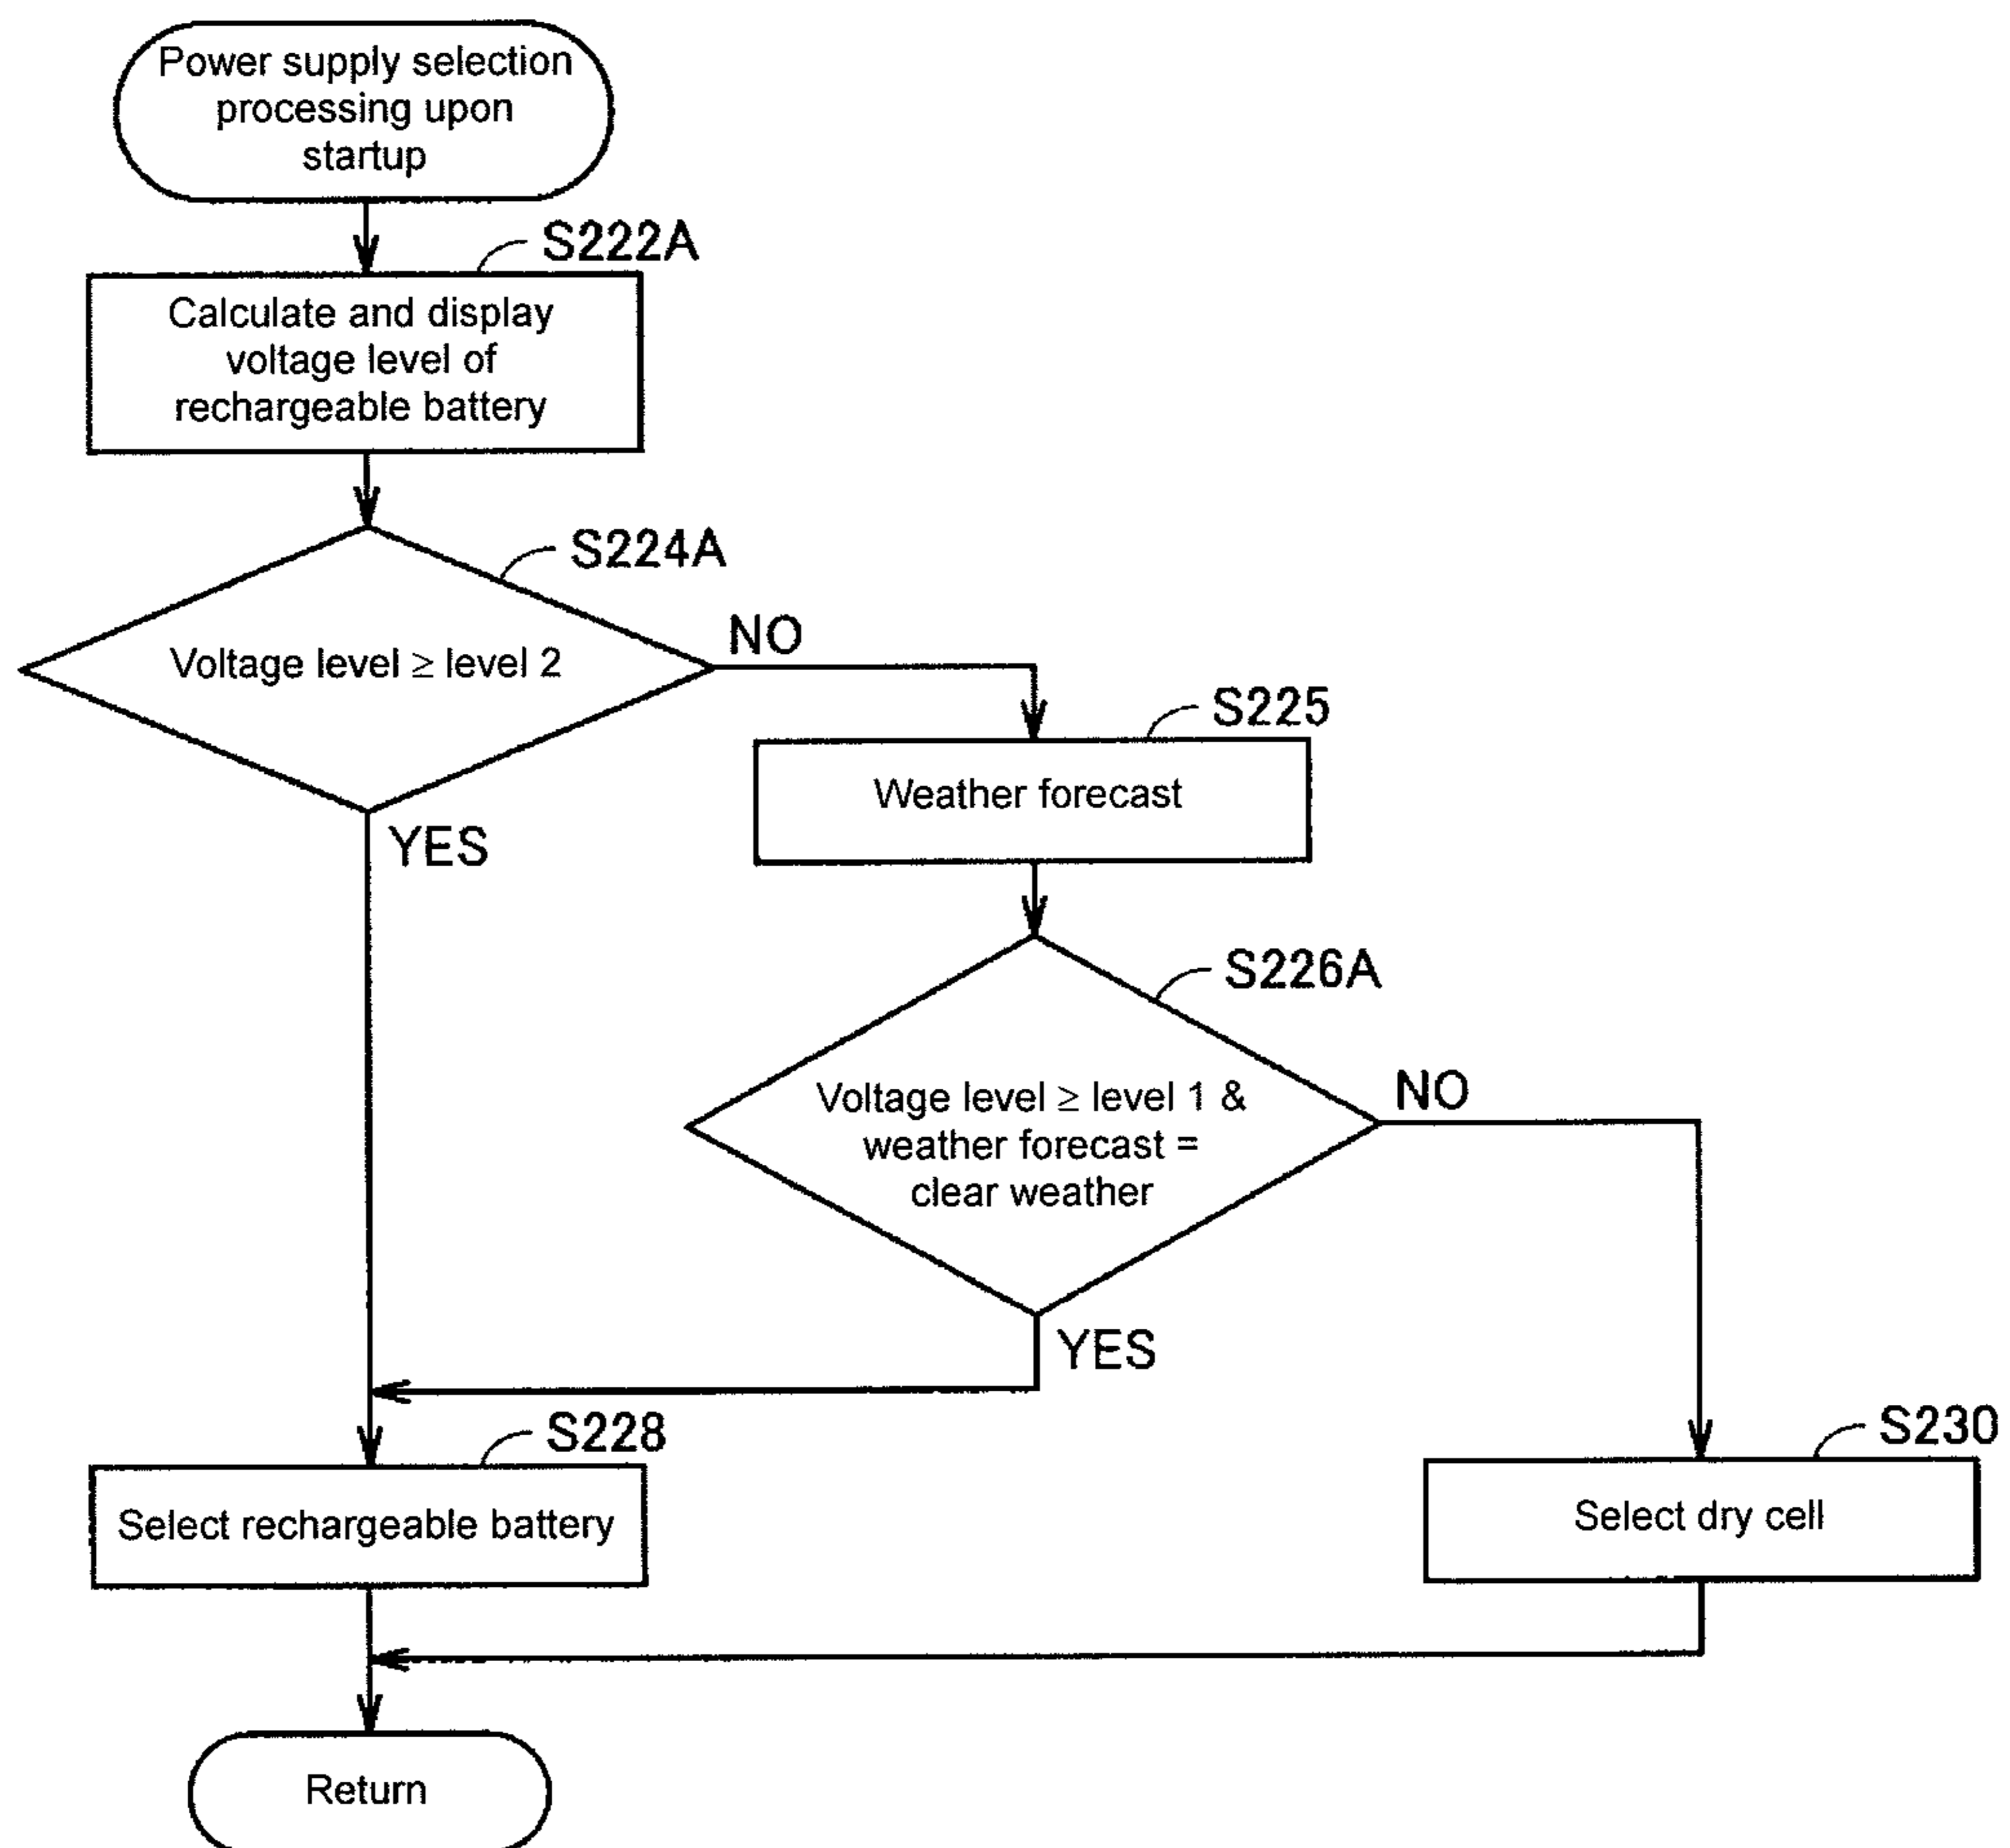 Power supply selection
processing upon
startup
S222A
Calculate and display
voltage level of
rechargeable battery
S224A
Voltage level ≥ level 2
NO
YES
S225
Weather forecast
S226A
Voltage level ≥ level 1 &
weather forecast =
clear weather
NO
YES
S228
Select rechargeable battery
S230
Select dry cell
Return